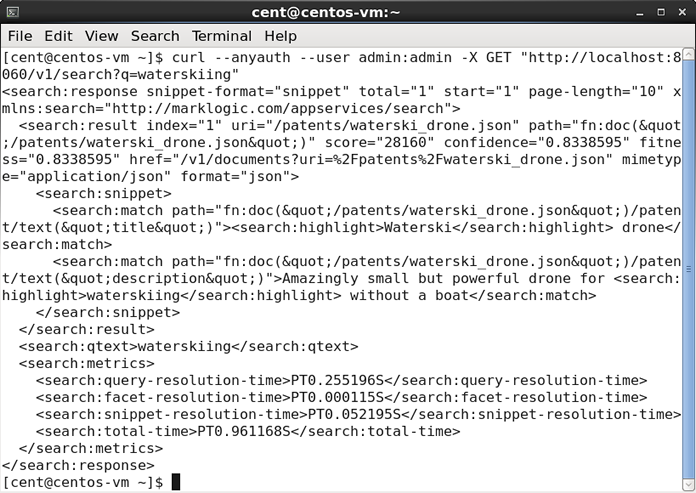 cent@centos-vm:~
File Edit View Search Terminal Help
[cent@centos-vm ~]$ curl --anyauth --user admin:admin -X GET "http://localhost:8
060/v1/search?q=waterskiing"
<search:response snippet-format="snippet" total="1" start="1" page-length="10" x
mlns:search="http://marklogic.com/appservices/search">
  <search:result index="1" uri="/patents/waterski_drone.json" path="fn:doc(&quot
;/patents/waterski_drone.json&quot;)" score="28160" confidence="0.8338595" fitne
ss="0.8338595" href="/v1/documents?uri=%2Fpatents%2Fwaterski_drone.json" mimetyp
e="application/json" format="json">
    <search:snippet>
      <search:match path="fn:doc(&quot;/patents/waterski_drone.json&quot;)/paten
t/text(&quot;title&quot;)"><search:highlight>Waterski</search:highlight> drone</
search:match>
      <search:match path="fn:doc(&quot;/patents/waterski_drone.json&quot;)/paten
t/text(&quot;description&quot;)">Amazingly small but powerful drone for <search:
highlight>waterskiing</search:highlight> without a boat</search:match>
    </search:snippet>
  </search:result>
  <search:qtext>waterskiing</search:qtext>
  <search:metrics>
    <search:query-resolution-time>PT0.255196S</search:query-resolution-time>
    <search:facet-resolution-time>PT0.000115S</search:facet-resolution-time>
    <search:snippet-resolution-time>PT0.052195S</search:snippet-resolution-time>
    <search:total-time>PT0.961168S</search:total-time>
  </search:metrics>
</search:response>
[cent@centos-vm ~]$